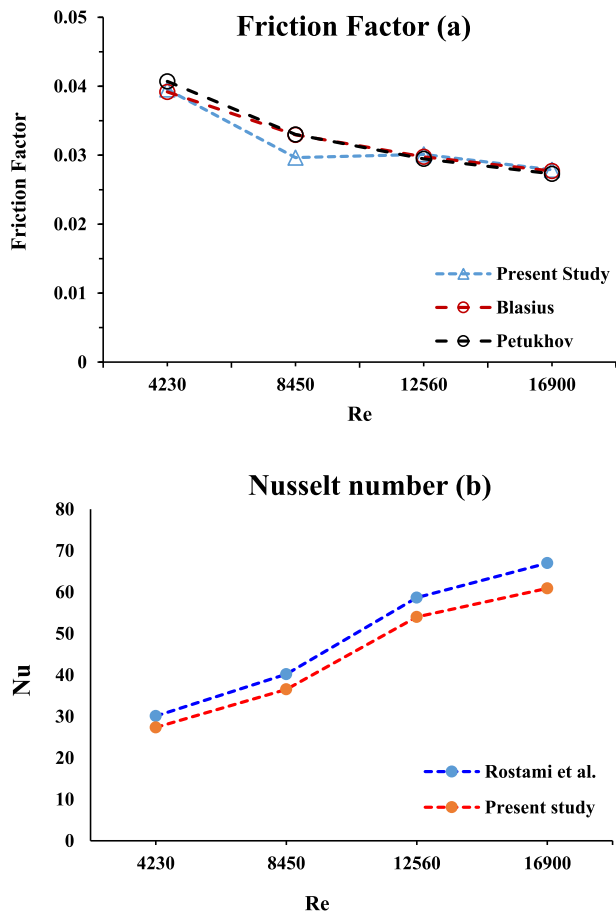 Friction Factor (a)
0.05
0.04
0.03
0.02
0.01
0
Friction Factor
4230 8450 12560 16900
Re
Present Study
Blasius
Petukhov
Nusselt number (b)
80
70
60
50
40
30
20
10
0
Nu
4230 8450 12560 16900
Re
Rostami et al.
Present study